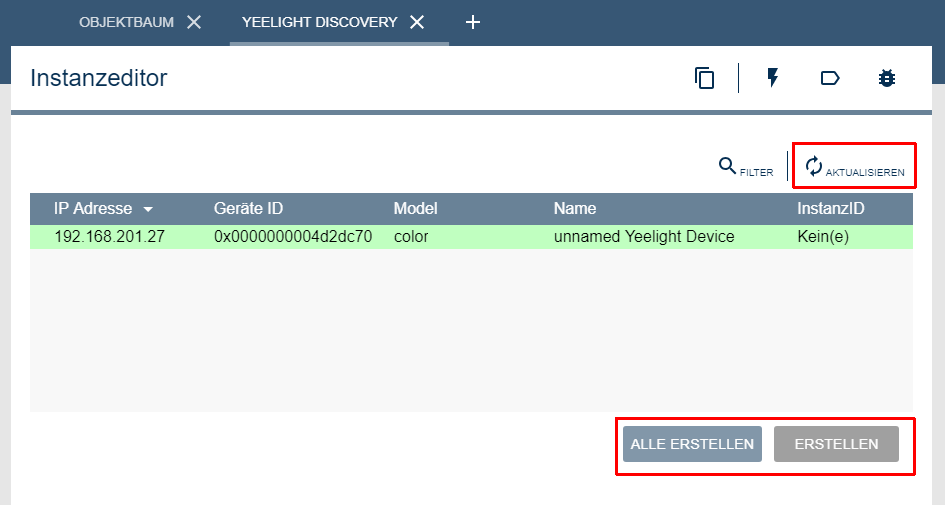 OBJEKTBAUM YEELIGHT DISCOVERY
Instanzeditor
FILTER AKTUALISIEREN
IP Adresse Geräte ID Model Name InstanzID
192.168.201.27 0x0000000004d2dc70 color unnamed Yeelight Device Kein(e)
ALLE ERSTELLEN ERSTELLEN